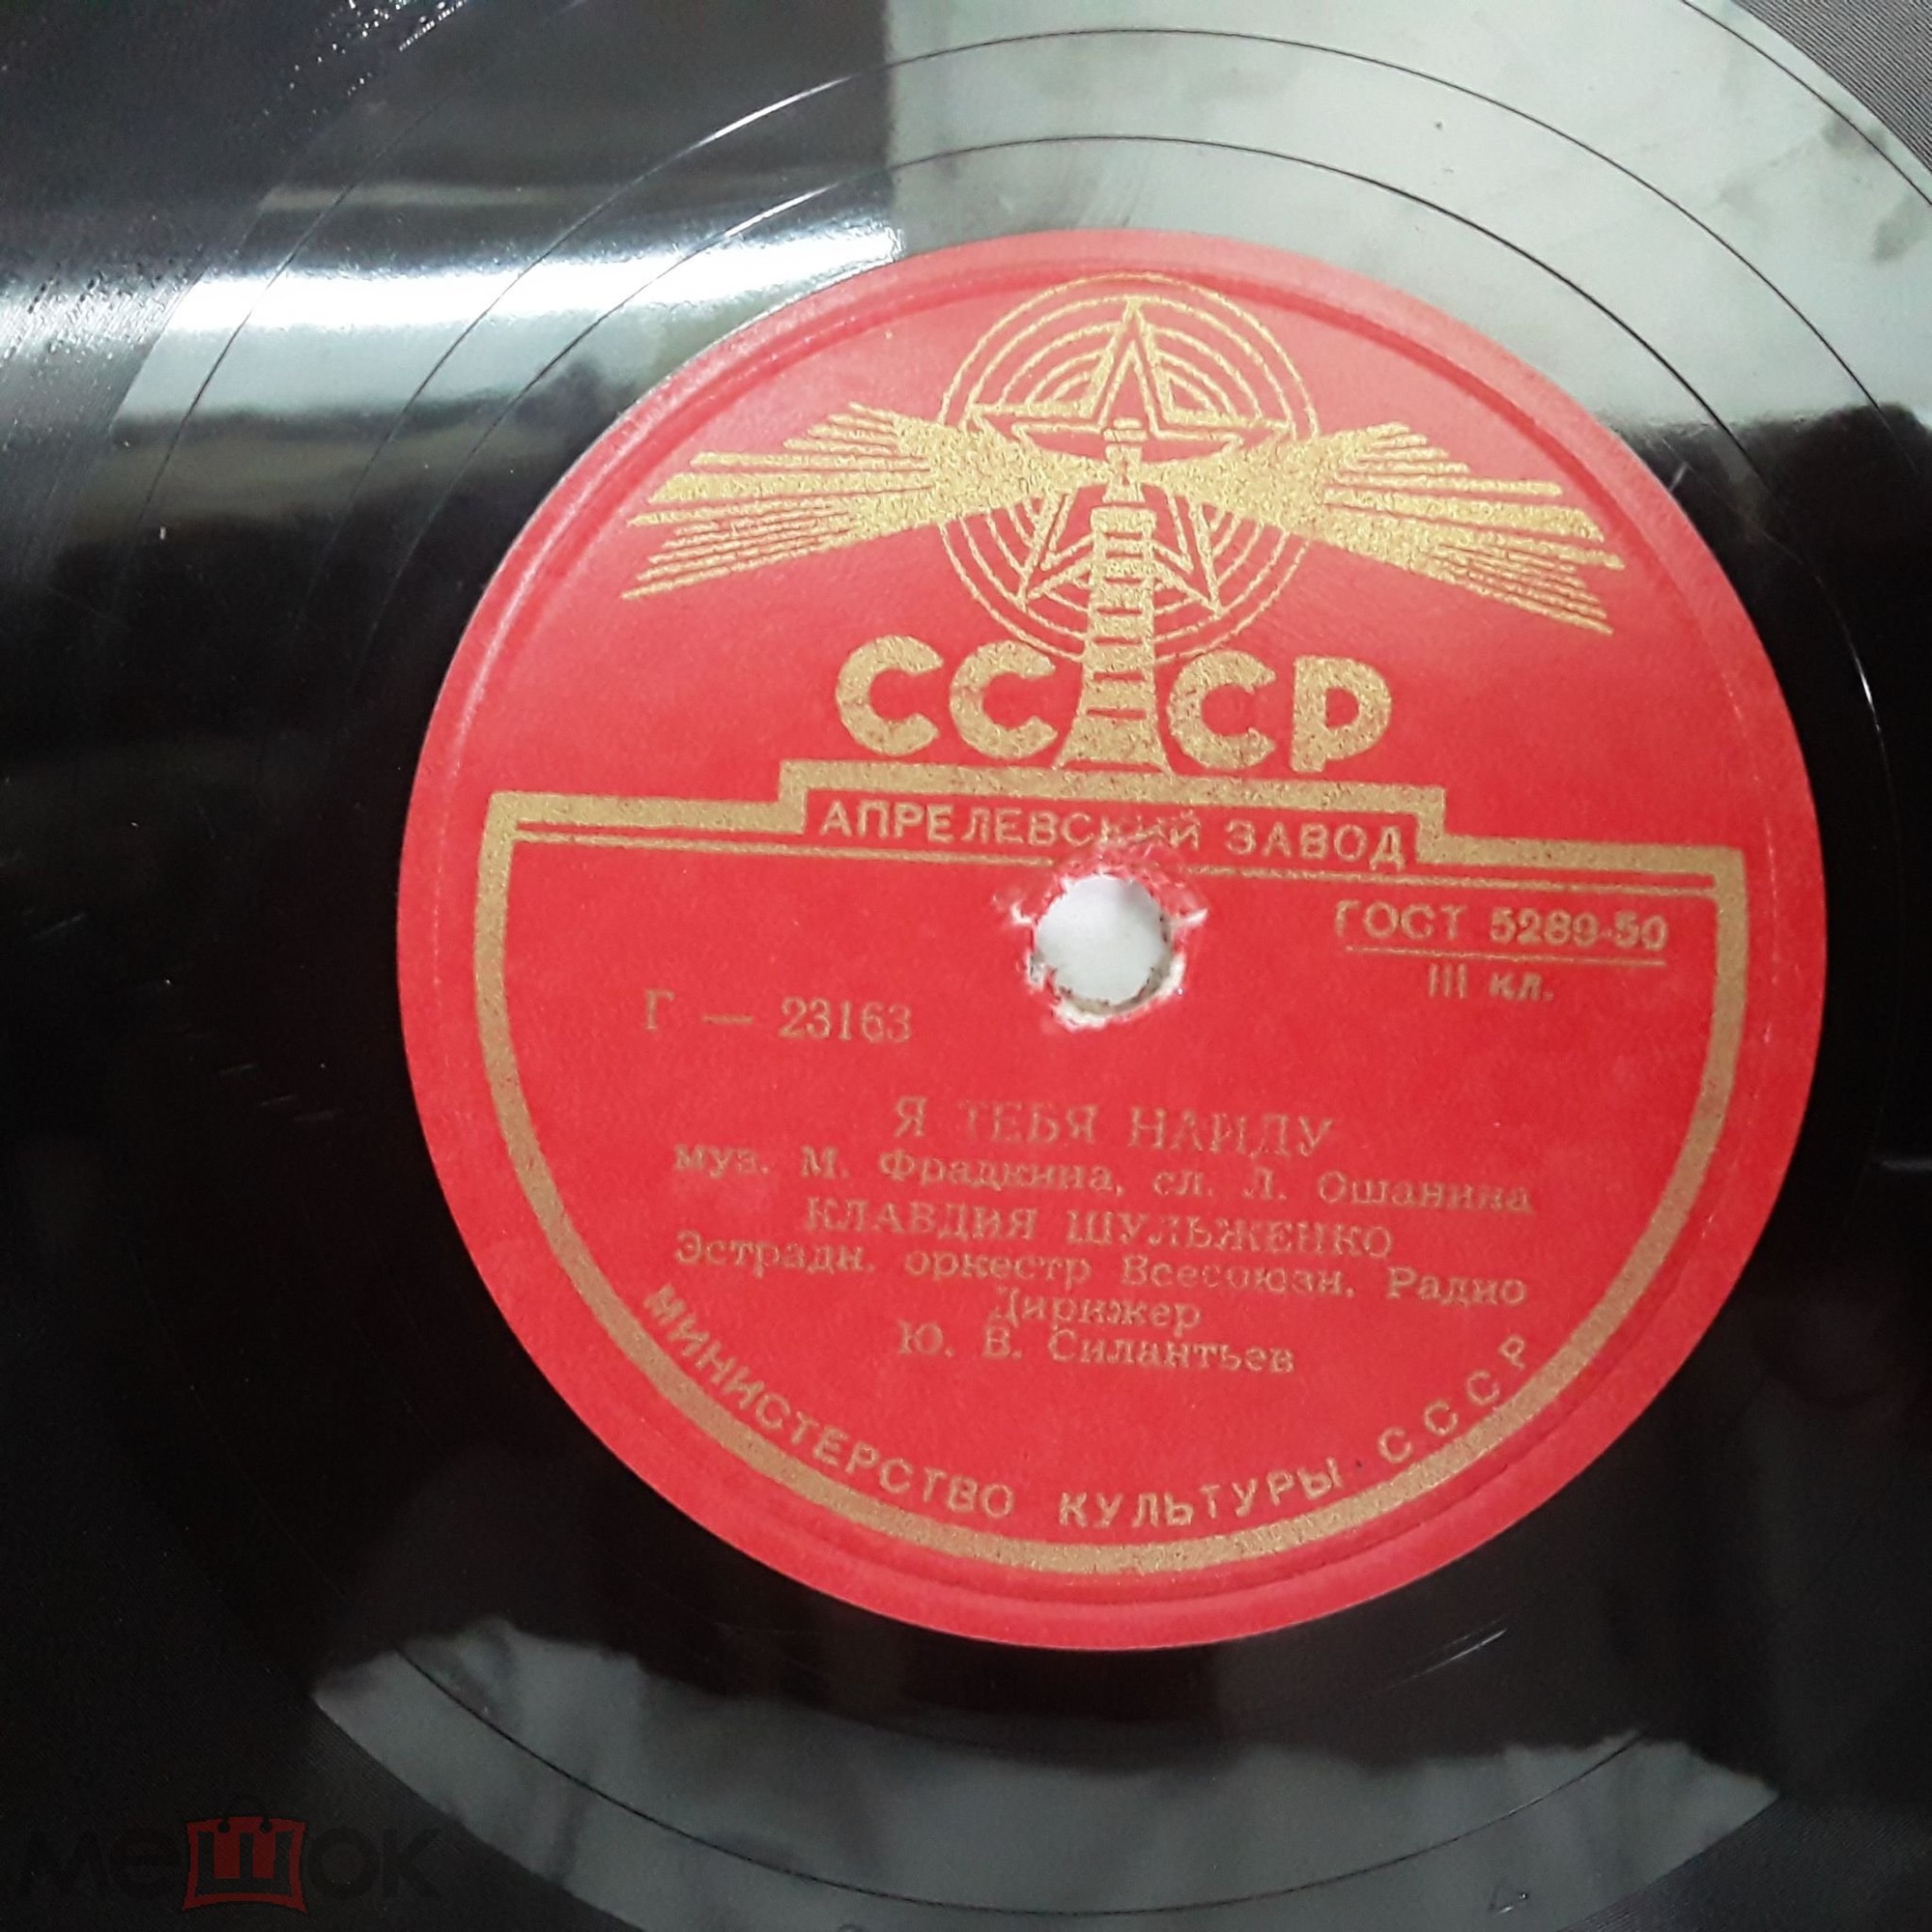 СССР
АПРЕЛЕВСКИЙ ЗАВОД
ГОСТ 5289-50
III кл.
Г — 23163
Я ТЕБЯ НАЙДУ
муз. М. Фрадкина, сл. Л. Ошанина
КЛАВДИЯ ШУЛЬЖЕНКО
Эстрадн. оркестр Всесоюзн. Радио
Дирижер
Ю. В. Силантьев
МИНИСТЕРСТВО КУЛЬТУРЫ СССР
мешок